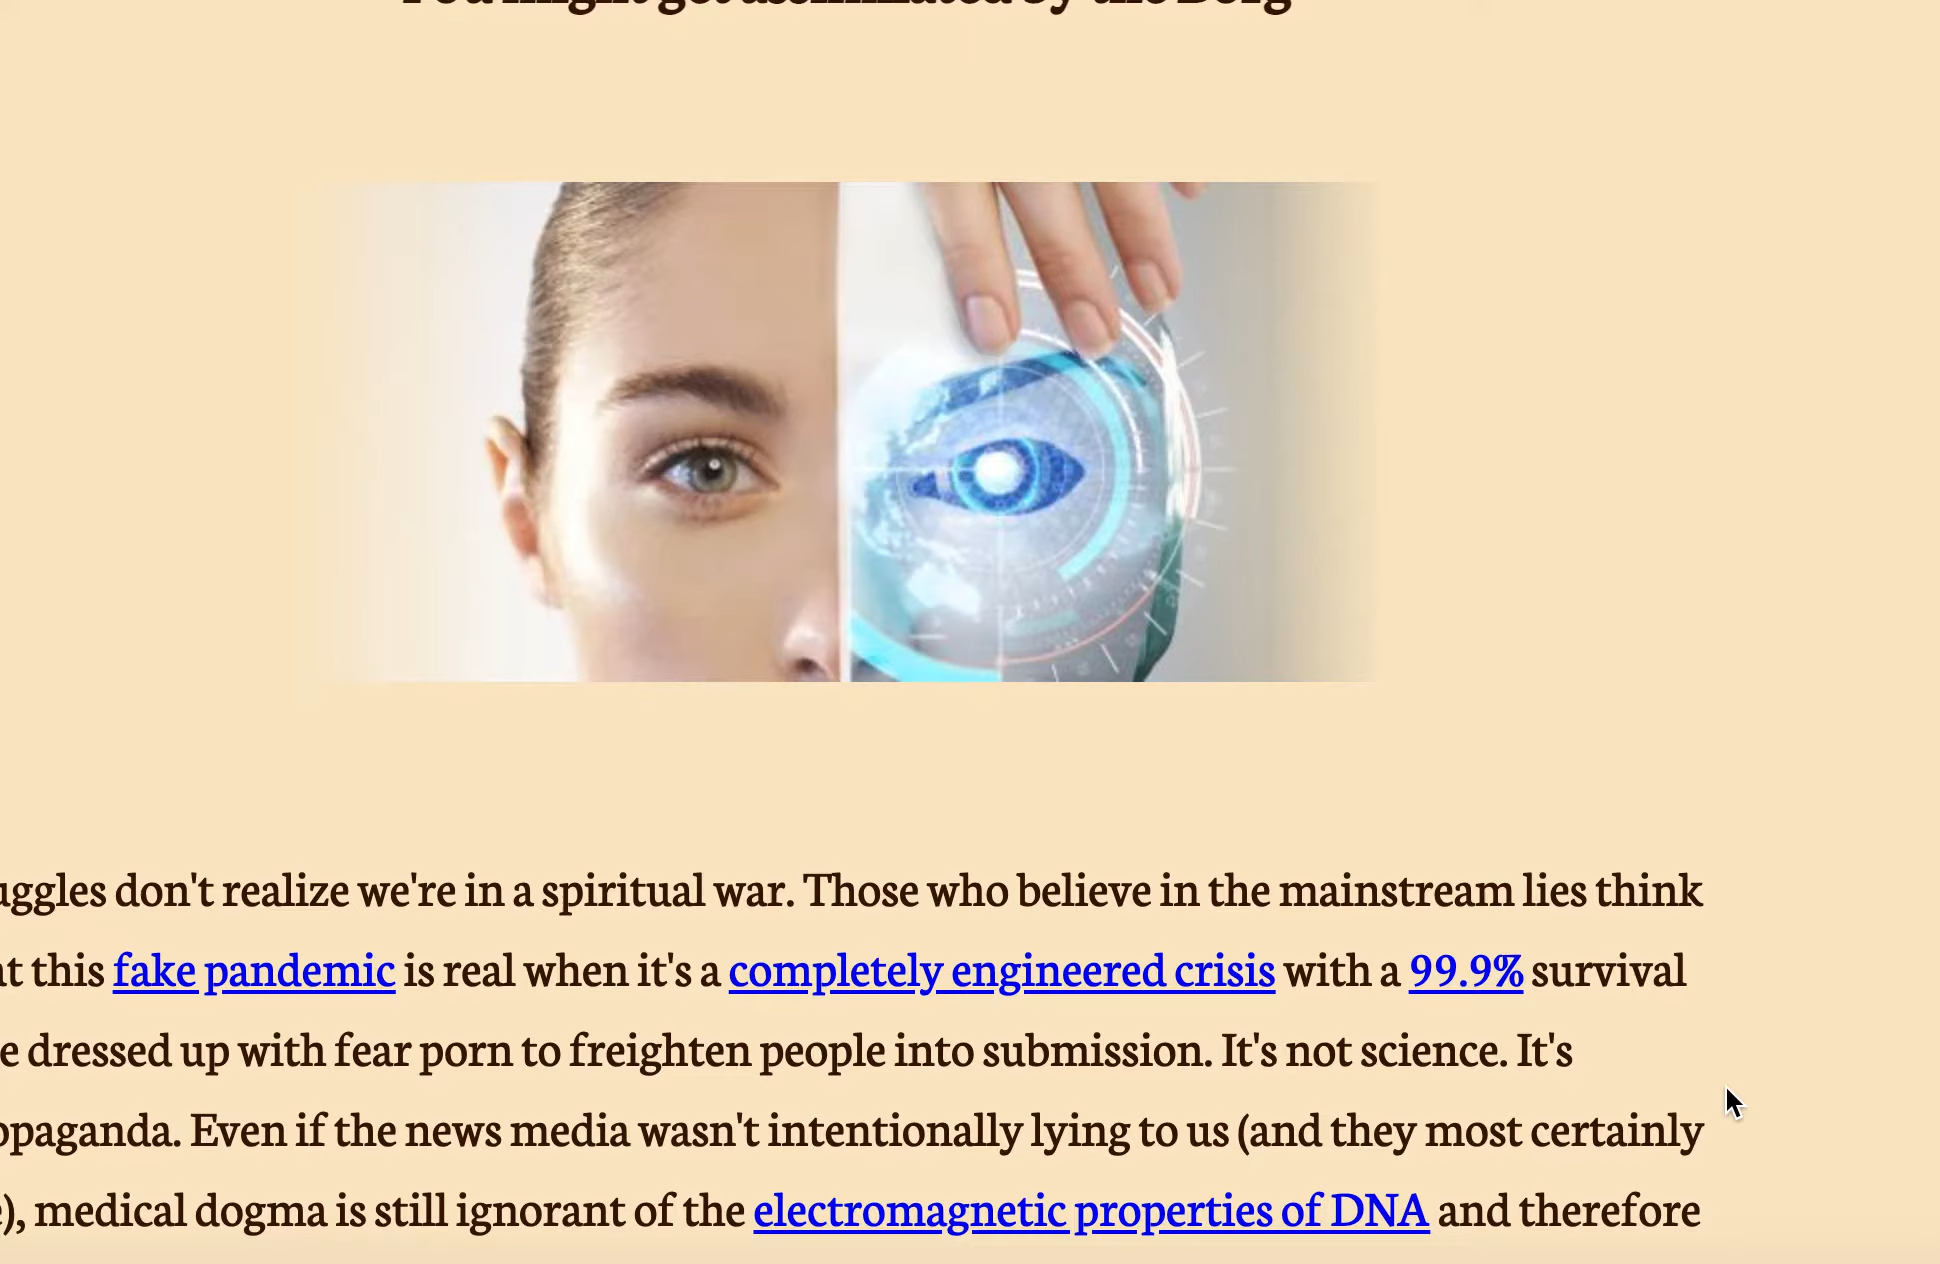 You might get assimilated by the Borg
uggles don't realize we're in a spiritual war. Those who believe in the mainstream lies think
at this fake pandemic is real when it's a completely engineered crisis with a 99.9% survival
e dressed up with fear porn to freighten people into submission. It's not science. It's
opaganda. Even if the news media wasn't intentionally lying to us (and they most certainly
e), medical dogma is still ignorant of the electromagnetic properties of DNA and therefore